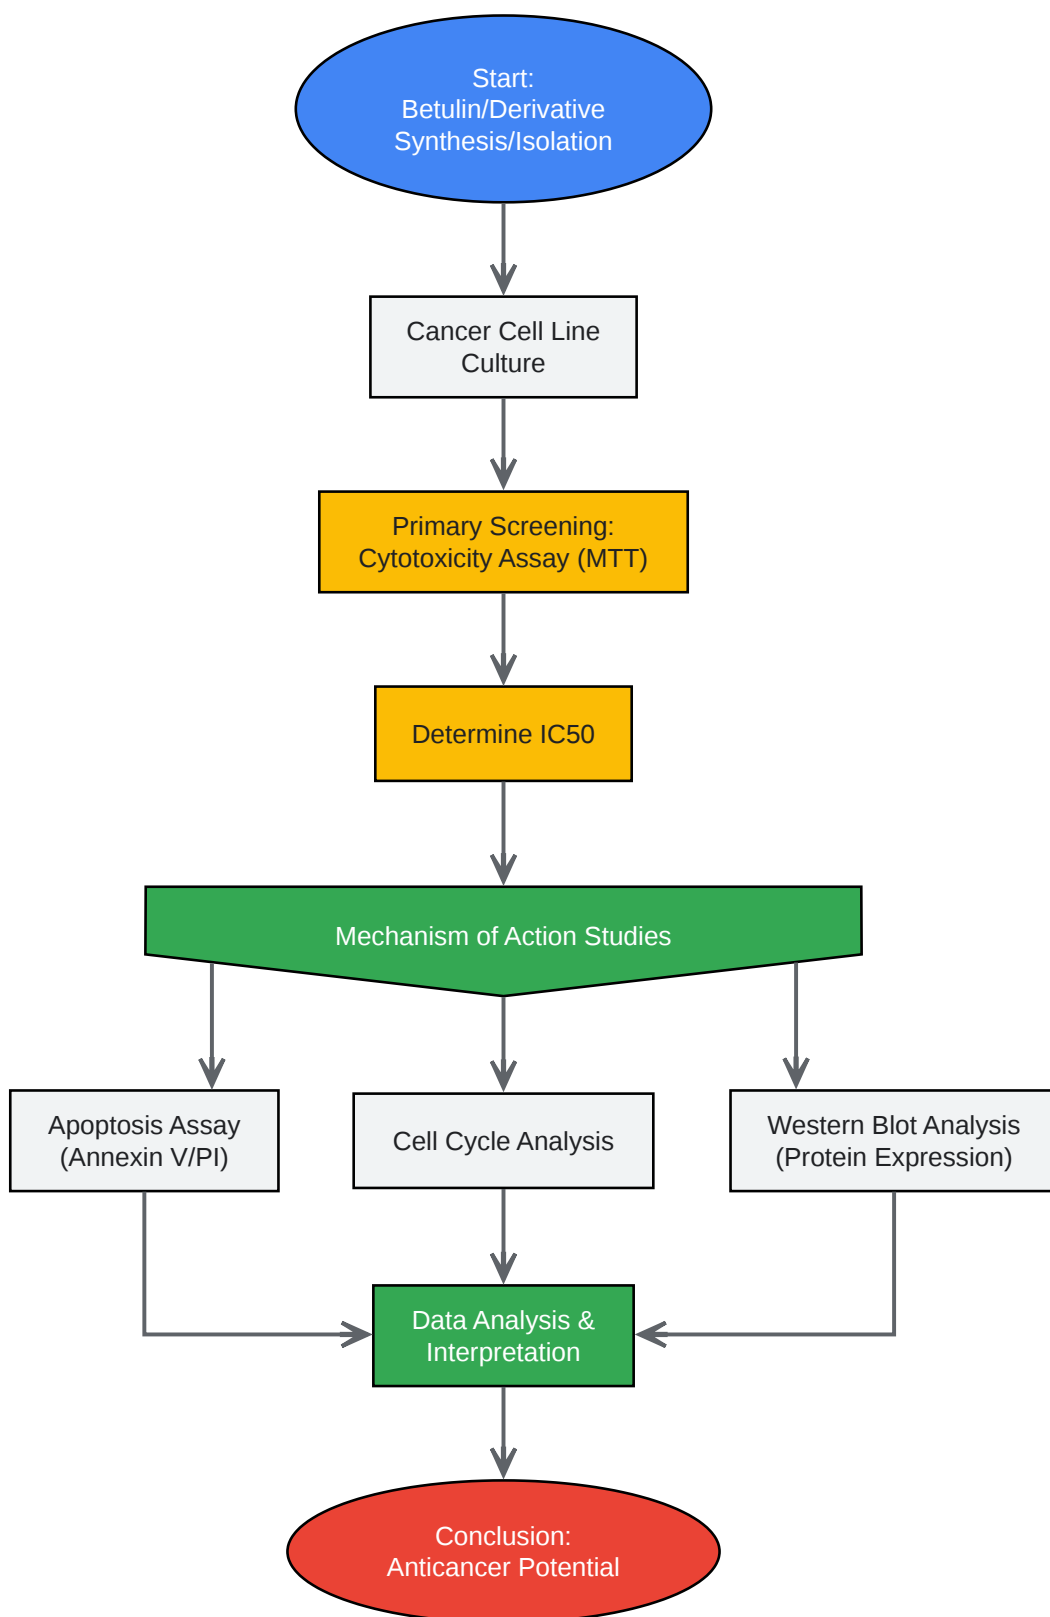 Start:
Betulin/Derivative
Synthesis/Isolation
Cancer Cell Line
Culture
Primary Screening:
Cytotoxicity Assay (MTT)
Determine IC50
Mechanism of Action Studies
Apoptosis Assay
(Annexin V/PI)
Cell Cycle Analysis
Western Blot Analysis
(Protein Expression)
Data Analysis &
Interpretation
Conclusion:
Anticancer Potential